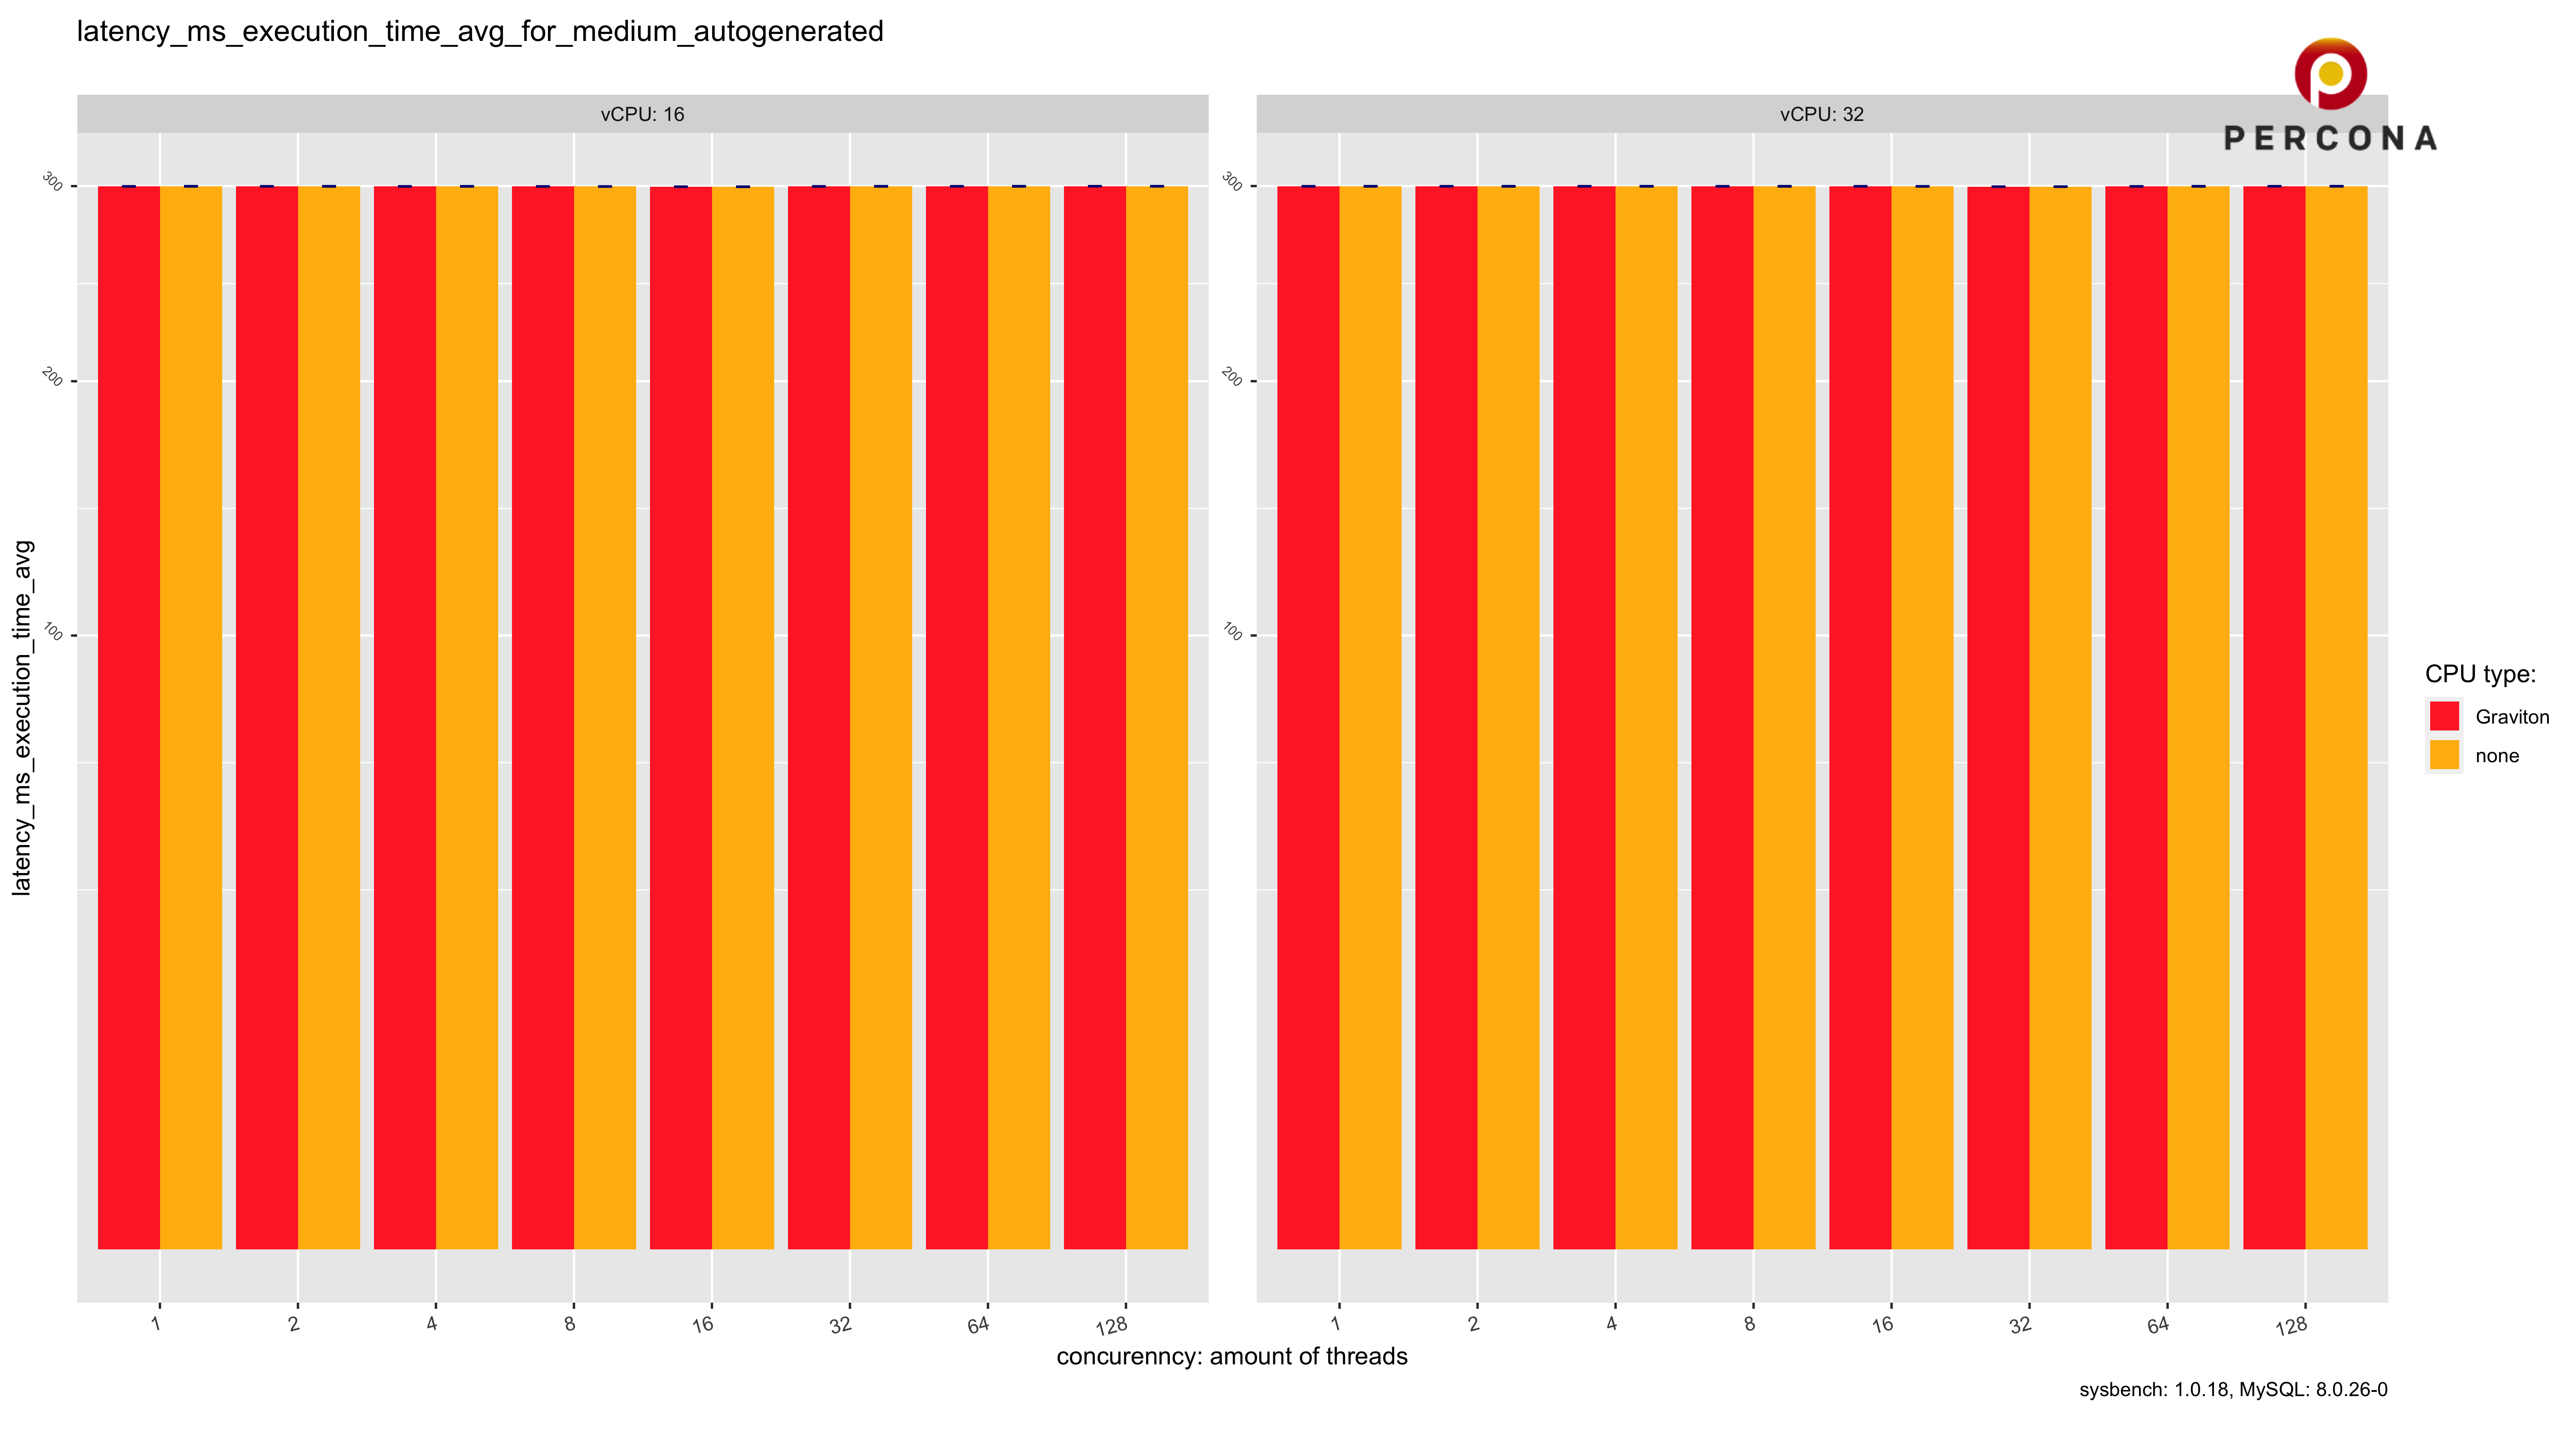 latency_ms_execution_time_avg_for_medium_autogenerated
PERCONA
vCPU: 16
vCPU: 32
300
200
100
300
200
100
latency_ms_execution_time_avg
1 2 4 8 16 32 64 128
1 2 4 8 16 32 64 128
concurenncy: amount of threads
CPU type:
Graviton
none
sysbench: 1.0.18, MySQL: 8.0.26-0